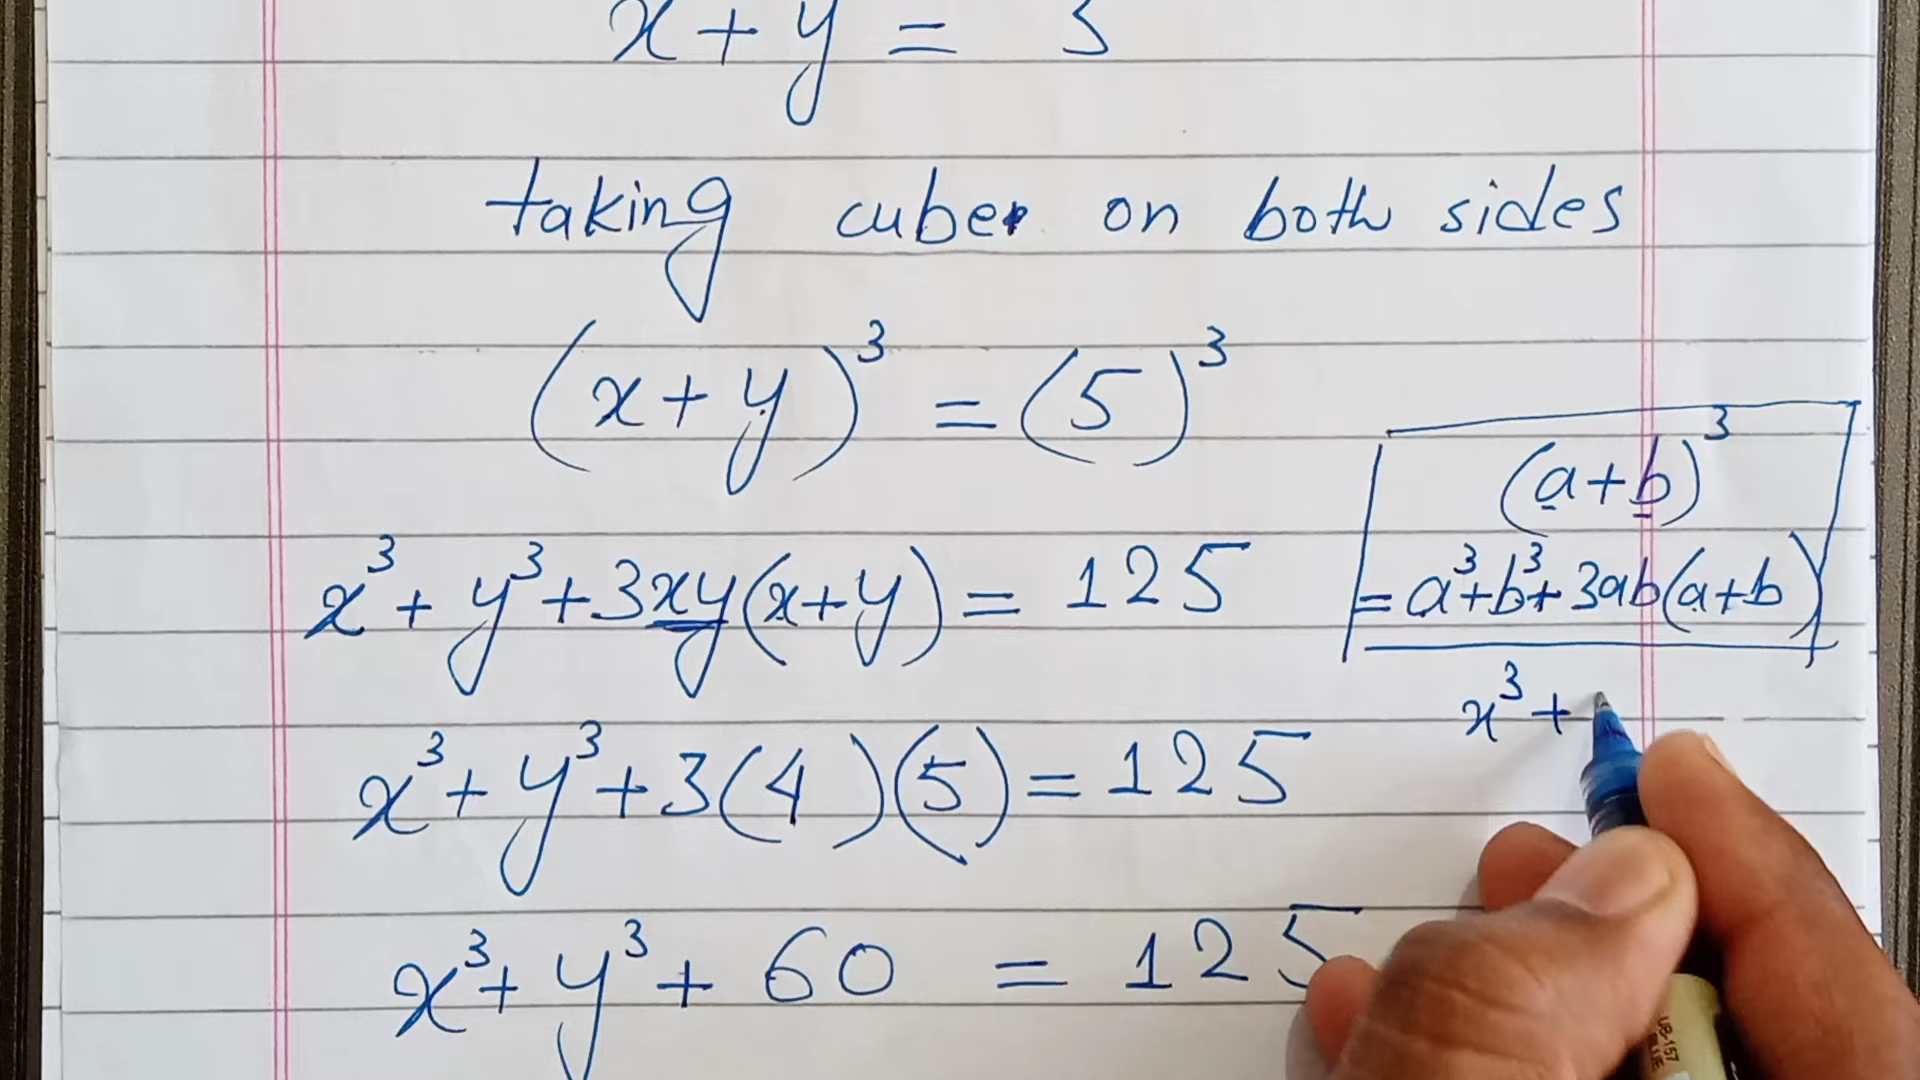 x + y = 5
taking cube on both sides
(x + y)³ = (5)³
(a+b)³
x³ + y³ + 3xy(x+y) = 125
= a³+b³+3ab(a+b)
x³ +
x³ + y³ + 3(4)(5) = 125
x³ + y³ + 60 = 125